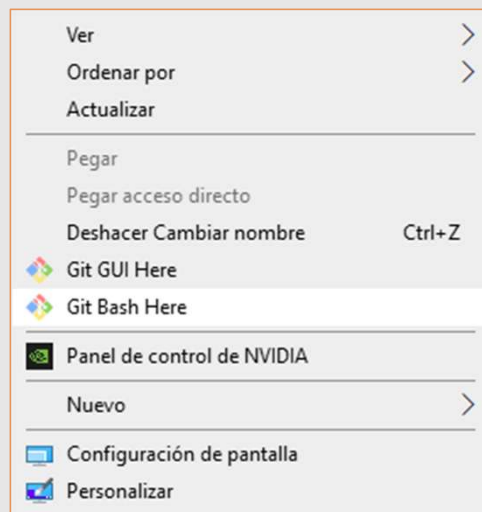 Ver
Ordenar por
Actualizar
Pegar
Pegar acceso directo
Deshacer Cambiar nombre Ctrl+Z
Git GUI Here
Git Bash Here
Panel de control de NVIDIA
Nuevo
Configuración de pantalla
Personalizar